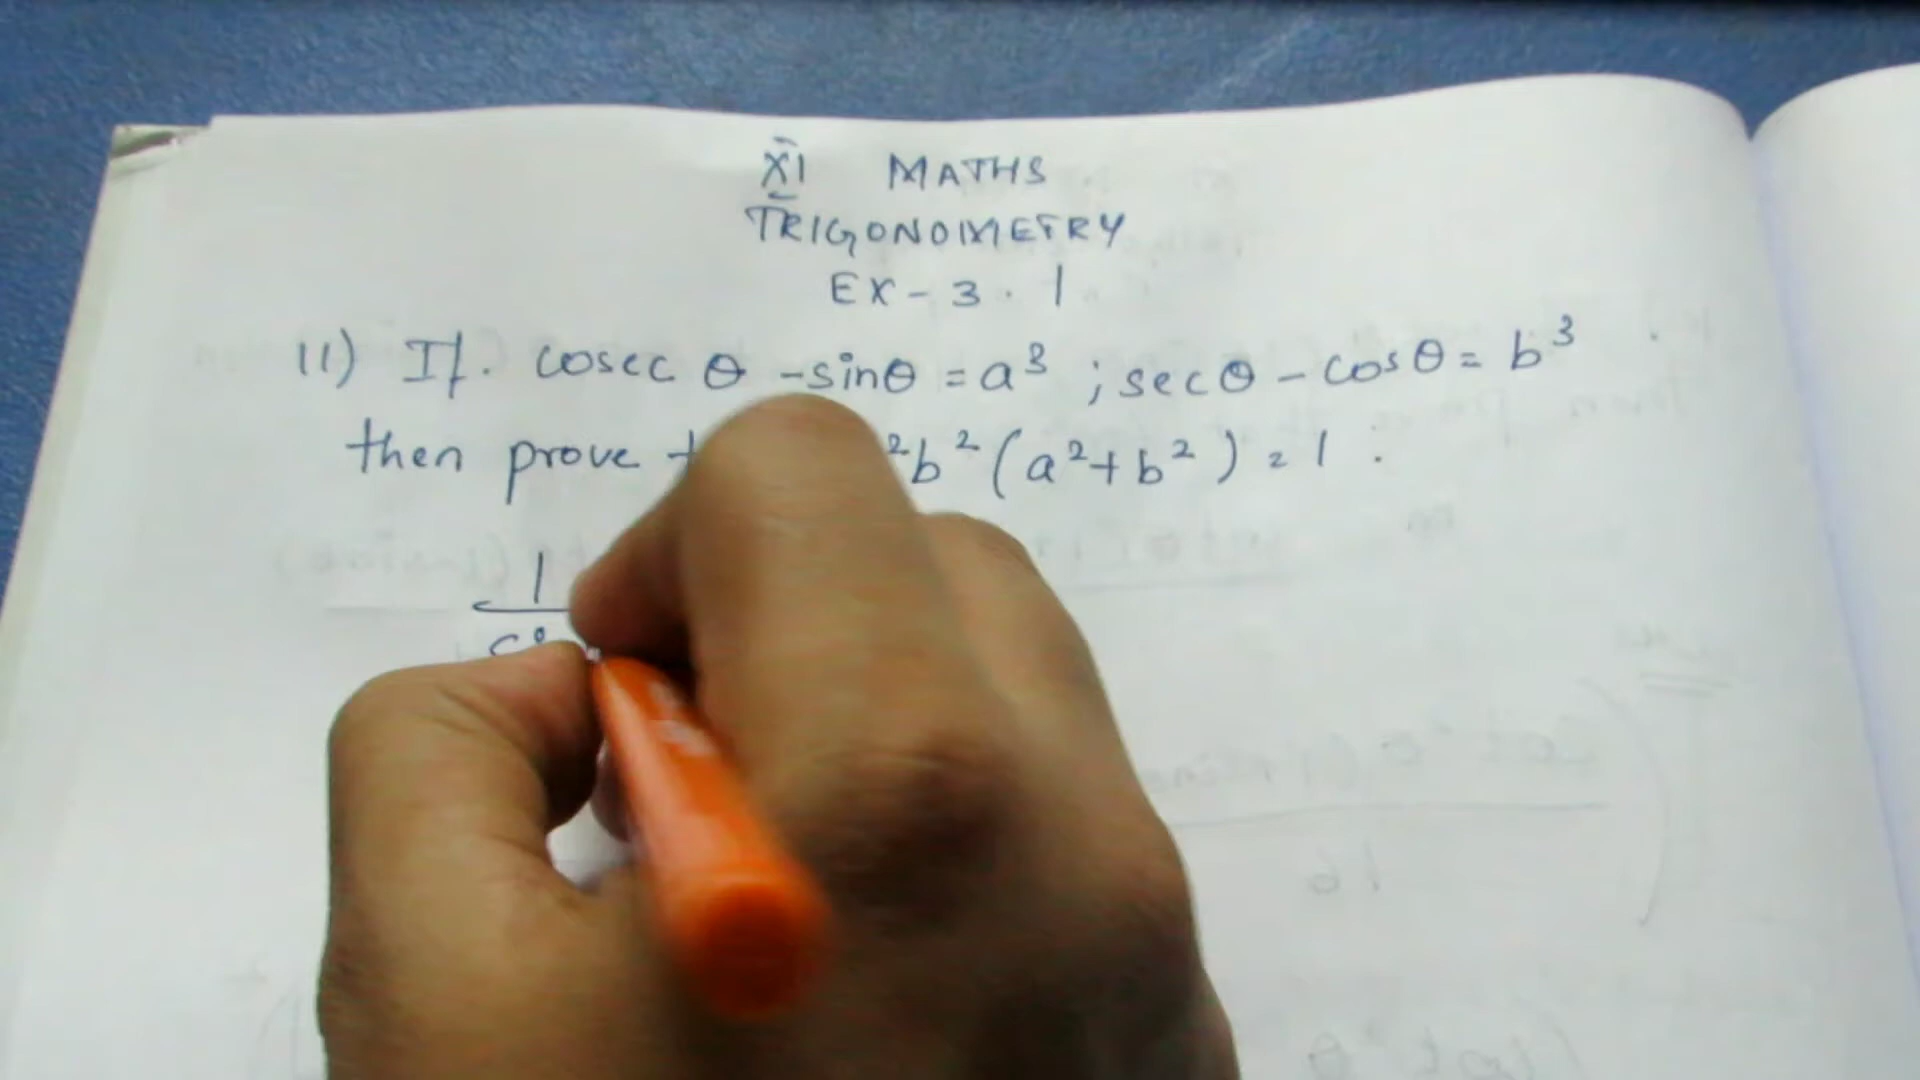 XI MATHS
TRIGONOMETRY
EX - 3.1
11) If. cosec θ - sinθ = a³ ; secθ - cosθ = b³
then prove ²b² (a²+b²) = 1.
1